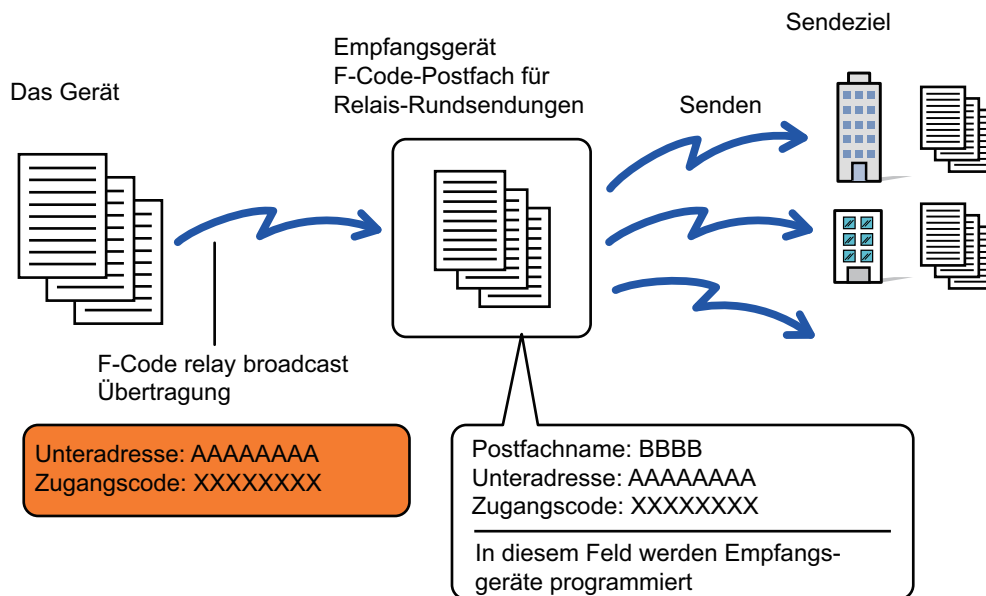 Sendeziel
Empfangsgerät
F-Code-Postfach für
Relais-Rundsendungen
Das Gerät
Senden
F-Code relay broadcast
Übertragung
Unteradresse: AAAAAAAA
Zugangscode: XXXXXXXX
Postfachname: BBBB
Unteradresse: AAAAAAAA
Zugangscode: XXXXXXXX
In diesem Feld werden Empfangs-
geräte programmiert